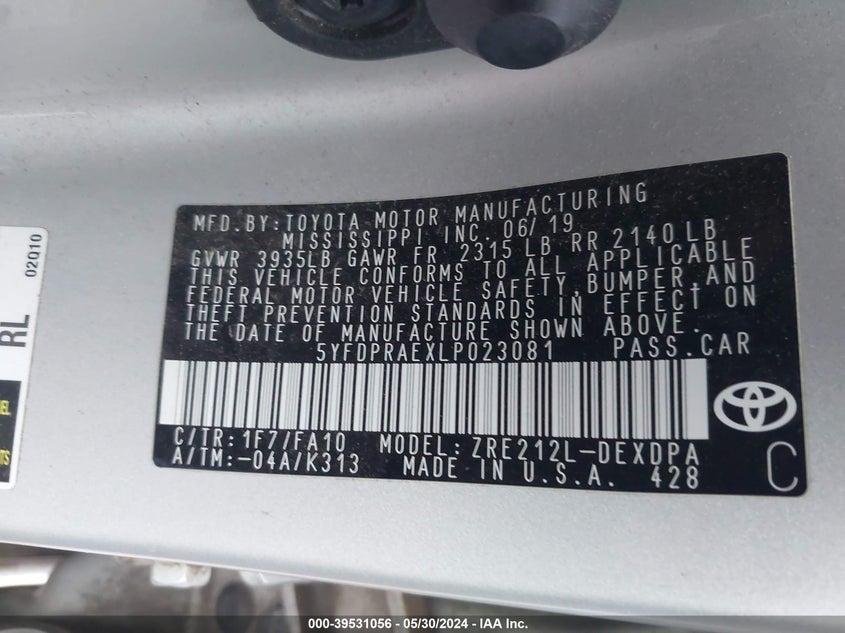 MFD.BY:TOYOTA MOTOR MANUFACTURING
MISSISSIPPI INC. 06/19
GVWR 3935LB GAWR FR 2315 LB RR 2140 LB
THIS VEHICLE CONFORMS TO ALL APPLICABLE
FEDERAL MOTOR VEHICLE SAFETY,BUMPER,AND
THEFT PREVENTION STANDARDS IN EFFECT ON
THE DATE OF MANUFACTURE SHOWN ABOVE.
5YFDPRAEXLP023081 PASS.CAR
C/TR:1F7/FA10 MODEL:ZRE212L-DEXDPA
A/TM:-04A/K313 MADE IN U.S.A. 428
C
RL
02Q10
000-39531056 - 05/30/2024 - IAA Inc.